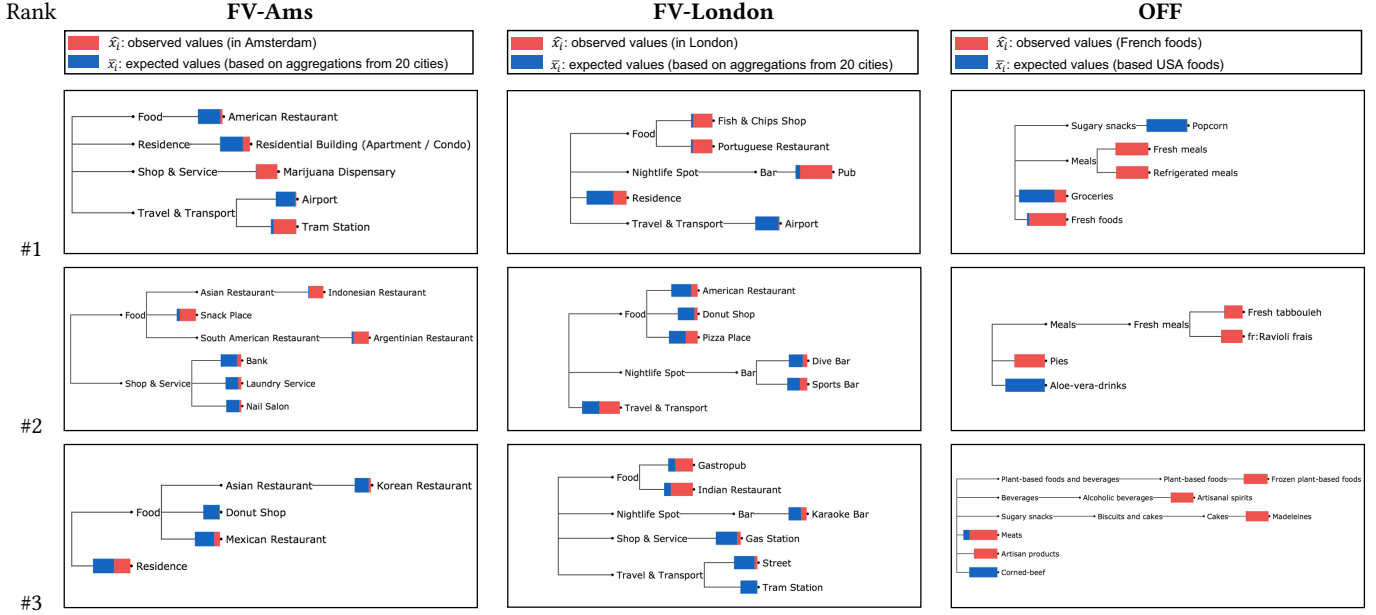 Rank
FV-Ams
FV-London
OFF
x̂ᵢ: observed values (in Amsterdam)
x̄ᵢ: expected values (based on aggregations from 20 cities)
x̂ᵢ: observed values (in London)
x̄ᵢ: expected values (based on aggregations from 20 cities)
x̂ᵢ: observed values (French foods)
x̄ᵢ: expected values (based USA foods)
#1
Food
American Restaurant
Residence
Residential Building (Apartment / Condo)
Shop & Service
Marijuana Dispensary
Travel & Transport
Airport
Tram Station
Food
Fish & Chips Shop
Portuguese Restaurant
Nightlife Spot
Bar
Pub
Residence
Travel & Transport
Airport
Sugary snacks
Popcorn
Meals
Fresh meals
Refrigerated meals
Groceries
Fresh foods
#2
Asian Restaurant
Indonesian Restaurant
Food
Snack Place
South American Restaurant
Argentinian Restaurant
Shop & Service
Bank
Laundry Service
Nail Salon
Food
American Restaurant
Donut Shop
Pizza Place
Nightlife Spot
Bar
Dive Bar
Sports Bar
Travel & Transport
Meals
Fresh meals
Fresh tabbouleh
fr:Ravioli frais
Pies
Aloe-vera-drinks
#3
Asian Restaurant
Korean Restaurant
Food
Donut Shop
Mexican Restaurant
Residence
Food
Gastropub
Indian Restaurant
Nightlife Spot
Bar
Karaoke Bar
Shop & Service
Gas Station
Travel & Transport
Street
Tram Station
Plant-based foods and beverages
Plant-based foods
Frozen plant-based foods
Beverages
Alcoholic beverages
Artisanal spirits
Sugary snacks
Biscuits and cakes
Cakes
Madeleines
Meats
Artisan products
Corned-beef